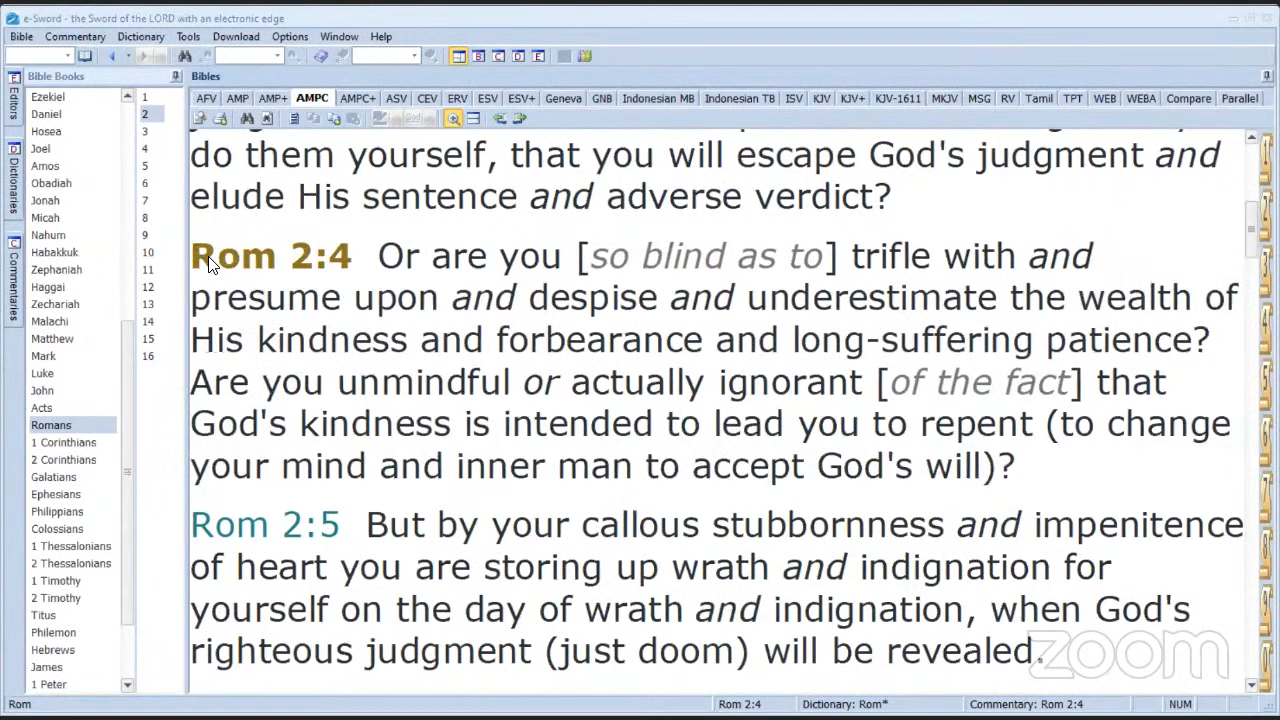 e-Sword - the Sword of the LORD with an electronic edge
Bible Commentary Dictionary Tools Download Options Window Help
Bible Books
Bibles
AFV AMP AMP+ AMPC AMPC+ ASV CEV ERV ESV ESV+ Geneva GNB Indonesian MB Indonesian TB ISV KJV KJV+ KJV-1611 MKJV MSG RV Tamil TPT WEB WEBA Compare Parallel
Editors
Dictionaries
Commentaries
Ezekiel
Daniel
Hosea
Joel
Amos
Obadiah
Jonah
Micah
Nahum
Habakkuk
Zephaniah
Haggai
Zechariah
Malachi
Matthew
Mark
Luke
John
Acts
Romans
1 Corinthians
2 Corinthians
Galatians
Ephesians
Philippians
Colossians
1 Thessalonians
2 Thessalonians
1 Timothy
2 Timothy
Titus
Philemon
Hebrews
James
1 Peter
1
2
3
4
5
6
7
8
9
10
11
12
13
14
15
16
do them yourself, that you will escape God's judgment and
elude His sentence and adverse verdict?
Rom 2:4 Or are you [so blind as to] trifle with and
presume upon and despise and underestimate the wealth of
His kindness and forbearance and long-suffering patience?
Are you unmindful or actually ignorant [of the fact] that
God's kindness is intended to lead you to repent (to change
your mind and inner man to accept God's will)?
Rom 2:5 But by your callous stubbornness and impenitence
of heart you are storing up wrath and indignation for
yourself on the day of wrath and indignation, when God's
righteous judgment (just doom) will be revealed.
zoom
Rom
Rom 2:4
Dictionary: Rom*
Commentary: Rom 2:4
NUM